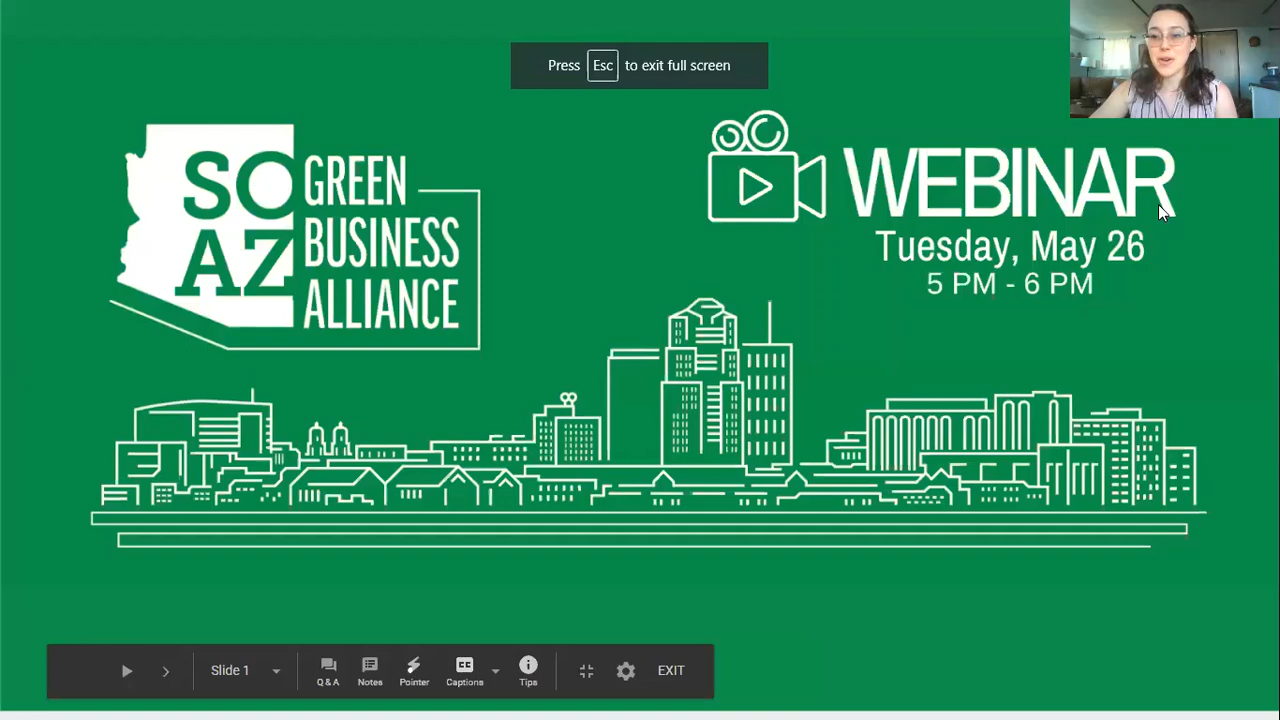 Press Esc to exit full screen
SO
AZ
GREEN
BUSINESS
ALLIANCE
WEBINAR
Tuesday, May 26
5 PM - 6 PM
Slide 1
Q & A
Notes
Pointer
CC
Captions
Tips
EXIT